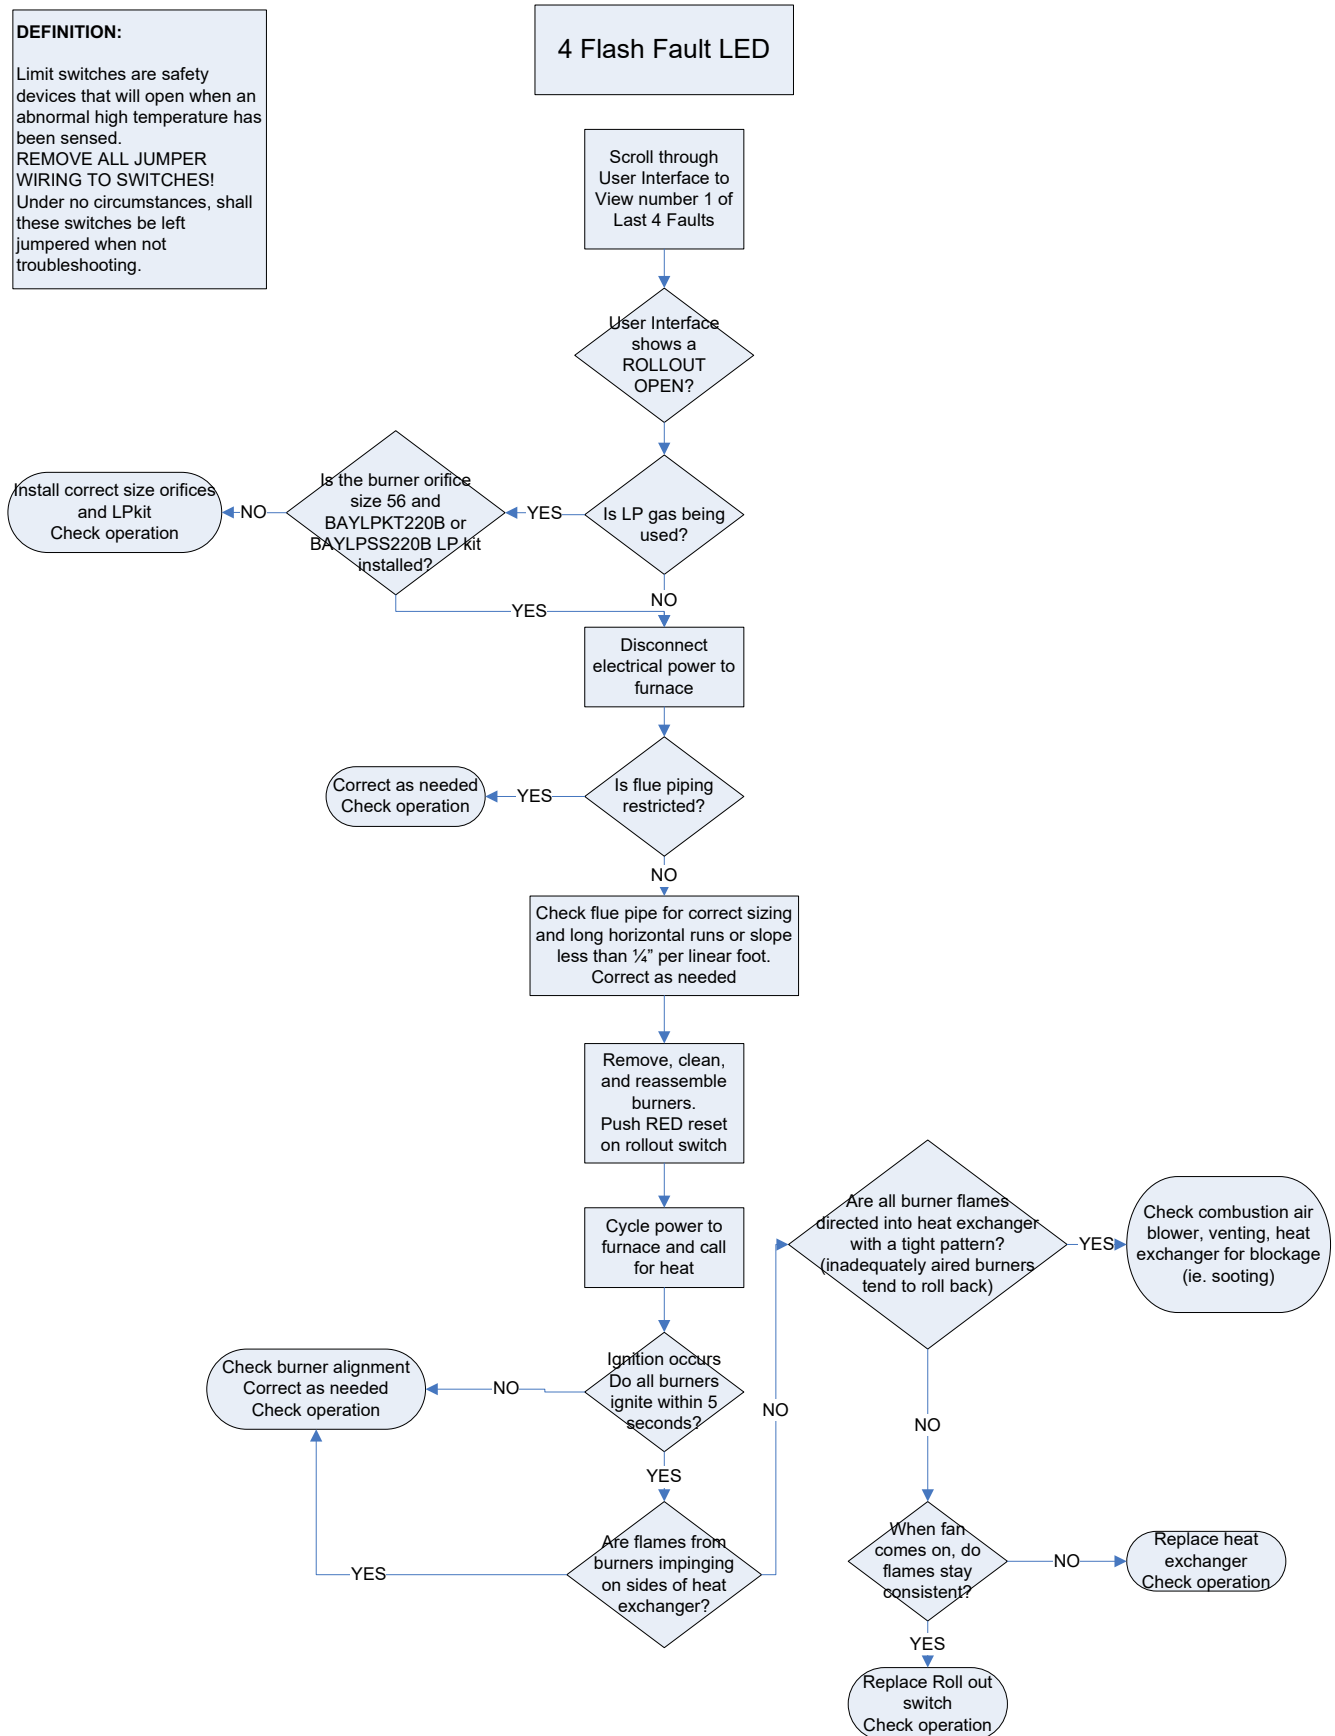 DEFINITION:
Limit switches are safety
devices that will open when an
abnormal high temperature has
been sensed.
REMOVE ALL JUMPER
WIRING TO SWITCHES!
Under no circumstances, shall
these switches be left
jumpered when not
troubleshooting.
4 Flash Fault LED
Scroll through
User Interface to
View number 1 of
Last 4 Faults
User Interface
shows a
ROLLOUT
OPEN?
Is LP gas being
used?
YES
NO
Is the burner orifice
size 56 and
BAYLPKT220B or
BAYLPSS220B LP kit
installed?
NO
YES
Install correct size orifices
and LPkit
Check operation
Disconnect
electrical power to
furnace
Is flue piping
restricted?
YES
NO
Correct as needed
Check operation
Check flue pipe for correct sizing
and long horizontal runs or slope
less than ¼” per linear foot.
Correct as needed
Remove, clean,
and reassemble
burners.
Push RED reset
on rollout switch
Cycle power to
furnace and call
for heat
Ignition occurs
Do all burners
ignite within 5
seconds?
NO
YES
Check burner alignment
Correct as needed
Check operation
Are flames from
burners impinging
on sides of heat
exchanger?
YES
NO
Are all burner flames
directed into heat exchanger
with a tight pattern?
(inadequately aired burners
tend to roll back)
YES
NO
Check combustion air
blower, venting, heat
exchanger for blockage
(ie. sooting)
When fan
comes on, do
flames stay
consistent?
NO
YES
Replace heat
exchanger
Check operation
Replace Roll out
switch
Check operation